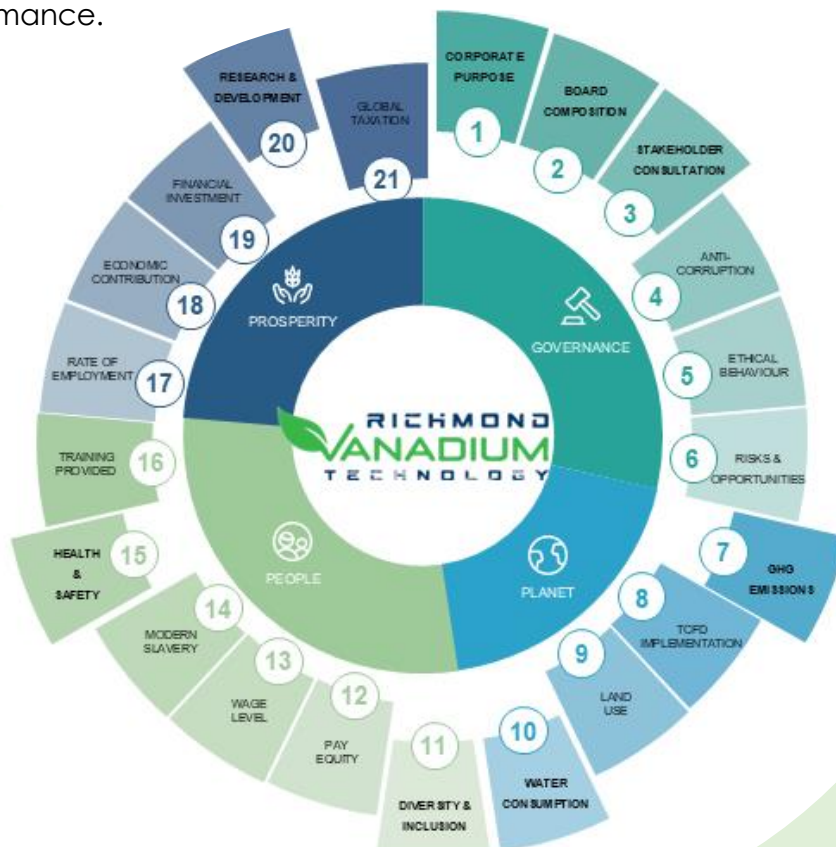 mance.
CORPORATE
PURPOSE
1
BOARD
COMPOSITION
2
STAKEHOLDER
CONSULTATION
3
ANTI-
CORRUPTION
4
ETHICAL
BEHAVIOUR
5
RISKS &
OPPORTUNITIES
6
GHG
EMISSIONS
7
TCFD
IMPLEMENTATION
8
LAND
USE
9
WATER
CONSUMPTION
10
DIVERSITY &
INCLUSION
11
PAY
EQUITY
12
WAGE
LEVEL
13
MODERN
SLAVERY
14
HEALTH
&
SAFETY
15
TRAINING
PROVIDED
16
RATE OF
EMPLOYMENT
17
ECONOMIC
CONTRIBUTION
18
FINANCIAL
INVESTMENT
19
RESEARCH &
DEVELOPMENT
20
GLOBAL
TAXATION
21
PROSPERITY
GOVERNANCE
PEOPLE
PLANET
RICHMOND
VANADIUM
TECHNOLOGY